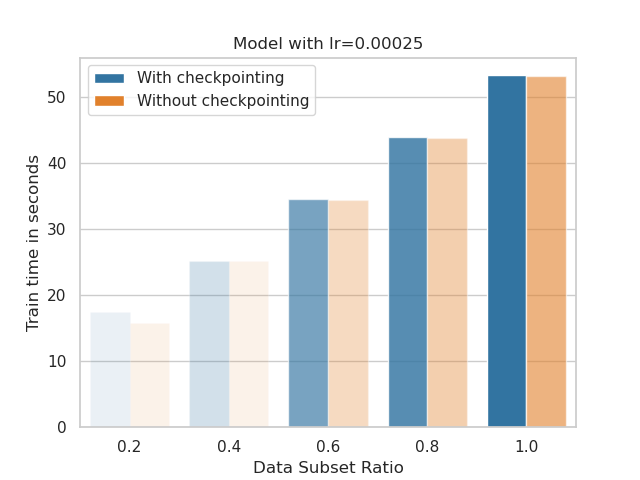 Model with lr=0.00025
With checkpointing
Without checkpointing
Train time in seconds
50
40
30
20
10
0
0.2 0.4 0.6 0.8 1.0
Data Subset Ratio